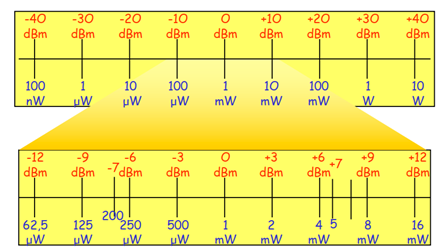 -40 -30 -20 -10 0 +10 +20 +30 +40
dBm dBm dBm dBm dBm dBm dBm dBm dBm
100 1 10 100 1 10 100 1 10
nW µW µW µW mW mW mW W W
-12 -9 -7 -6 -3 0 +3 +6 +7 +9 +12
dBm dBm dBm dBm dBm dBm dBm dBm dBm
62,5 125 200 250 500 1 2 4 5 8 16
µW µW µW µW mW mW mW mW mW